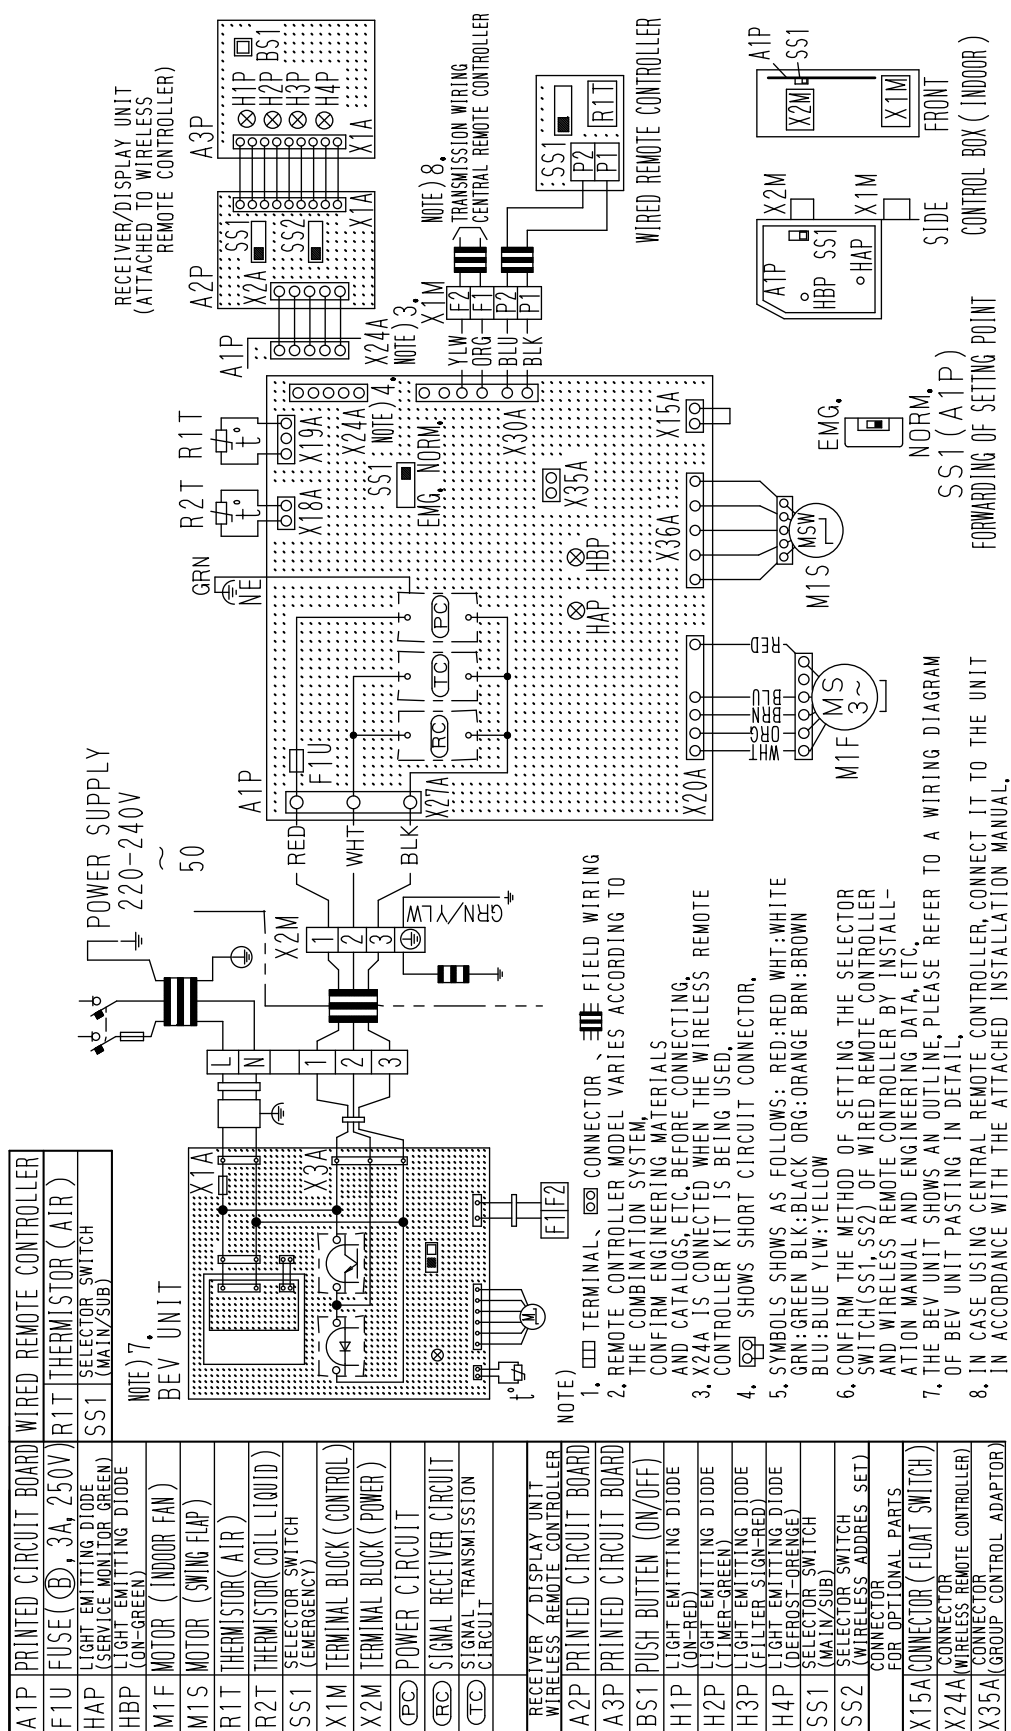 A1P PRINTED CIRCUIT BOARD
F1U FUSE(Ⓑ, 3A, 250V)
HAP LIGHT EMITTING DIODE
(SERVICE MONITOR GREEN)
HBP LIGHT EMITTING DIODE
(ON-GREEN)
M1F MOTOR (INDOOR FAN)
M1S MOTOR (SWING FLAP)
R1T THERMISTOR(AIR)
R2T THERMISTOR(COIL LIQUID)
SS1 SELECTOR SWITCH
(EMERGENCY)
X1M TERMINAL BLOCK(CONTROL)
X2M TERMINAL BLOCK(POWER)
PC POWER CIRCUIT
RC SIGNAL RECEIVER CIRCUIT
TC SIGNAL TRANSMISSION
CIRCUIT
RECEIVER / DISPLAY UNIT
WIRELESS REMOTE CONTROLLER
A2P PRINTED CIRCUIT BOARD
A3P PRINTED CIRCUIT BOARD
BS1 PUSH BUTTEN (ON/OFF)
H1P LIGHT EMITTING DIODE
(ON-RED)
H2P LIGHT EMITTING DIODE
(TIMER-GREEN)
H3P LIGHT EMITTING DIODE
(FILTER SIGN-RED)
H4P LIGHT EMITTING DIODE
(DEFROST-ORENGE)
SS1 SELECTOR SWITCH
(MAIN/SUB)
SS2 SELECTOR SWITCH
(WIRELESS ADDRES SET)
CONNECTOR
FOR OPTIONAL PARTS
X15A CONNECTOR(FLOAT SWITCH)
X24A CONNECTOR
(WIRELESS REMOTE CONTROLLER)
X35A CONNECTOR
(GROUP CONTROL ADAPTOR)
WIRED REMOTE CONTROLLER
R1T THERMISTOR(AIR)
SS1 SELECTOR SWITCH
(MAIN/SUB)
NOTE)7.
BEV UNIT
X1A
X3A
t°
M
F1 F2
L
N
1
2
3
POWER SUPPLY
220-240V
~
50
X2M
1
2
3
GRN/YLW
RED
WHT
BLK
A1P
F1U
X27A
RC
TC
PC
GRN
NE
R2T
t°
X18A
R1T
t°
X19A
X24A
NOTE)4.
SS1
EMG. NORM.
X30A
X35A
X15A
HAP
HBP
X36A
X20A
WHT
ORG
BRN
BLU
RED
MS
3~
M1F
MSW
M1S
A1P
X24A
NOTE)3.
RECEIVER/DISPLAY UNIT
(ATTACHED TO WIRELESS
REMOTE CONTROLLER)
A2P
X2A
SS1
SS2
X1A
A3P
BS1
H1P
H2P
H3P
H4P
X1A
YLW
ORG
BLU
BLK
X1M
F2
F1
P2
P1
NOTE)8.
TRANSMISSION WIRING
CENTRAL REMOTE CONTROLLER
SS1
P2
P1
R1T
WIRED REMOTE CONTROLLER
A1P
SS1
X2M
X1M
FRONT
A1P
HBP
SS1
HAP
X2M
X1M
SIDE
CONTROL BOX(INDOOR)
EMG.
NORM.
SS1(A1P)
FORWARDING OF SETTING POINT
NOTE)
1. TERMINAL、 CONNECTOR、 FIELD WIRING
2. REMOTE CONTROLLER MODEL VARIES ACCORDING TO
THE COMBINATION SYSTEM,
CONFIRM ENGINEERING MATERIALS
AND CATALOGS,ETC.BEFORE CONNECTING.
3. X24A IS CONNECTED WHEN THE WIRELESS REMOTE
CONTROLLER KIT IS BEING USED.
4. SHOWS SHORT CIRCUIT CONNECTOR.
5. SYMBOLS SHOWS AS FOLLOWS: RED:RED WHT:WHITE
GRN:GREEN BLK:BLACK ORG:ORANGE BRN:BROWN
BLU:BLUE YLW:YELLOW
6. CONFIRM THE METHOD OF SETTING THE SELECTOR
SWITCH(SS1,SS2) OF WIRED REMOTE CONTROLLER
AND WIRELESS REMOTE CONTROLLER BY INSTALL-
ATION MANUAL AND ENGINEERING DATA,ETC.
7. THE BEV UNIT SHOWS AN OUTLINE,PLEASE REFER TO A WIRING DIAGRAM
OF BEV UNIT PASTING IN DETAIL.
8. IN CASE USING CENTRAL REMOTE CONTROLLER,CONNECT IT TO THE UNIT
IN ACCORDANCE WITH THE ATTACHED INSTALLATION MANUAL.